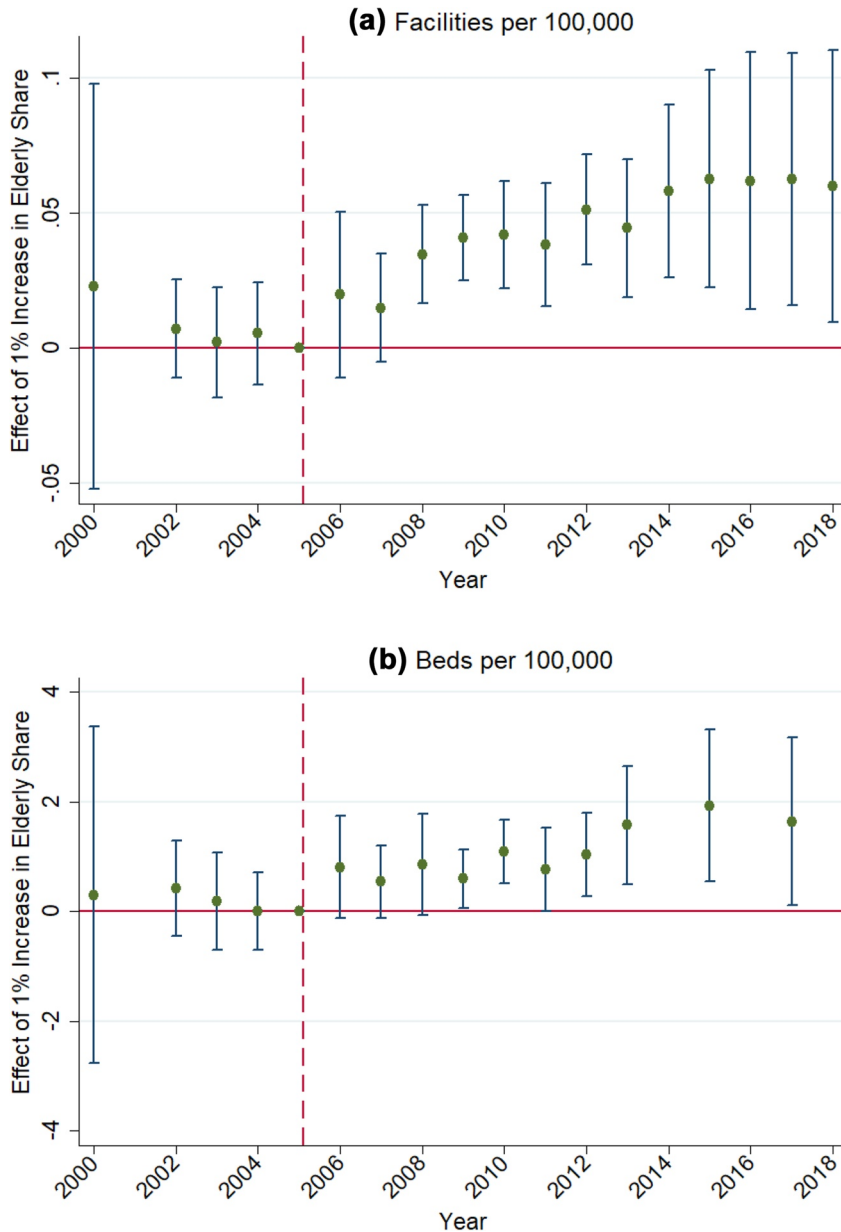 (a) Facilities per 100,000
Effect of 1% Increase in Elderly Share
.1
.05
0
-.05
2000 2002 2004 2006 2008 2010 2012 2014 2016 2018
Year
(b) Beds per 100,000
Effect of 1% Increase in Elderly Share
4
2
0
-2
-4
2000 2002 2004 2006 2008 2010 2012 2014 2016 2018
Year